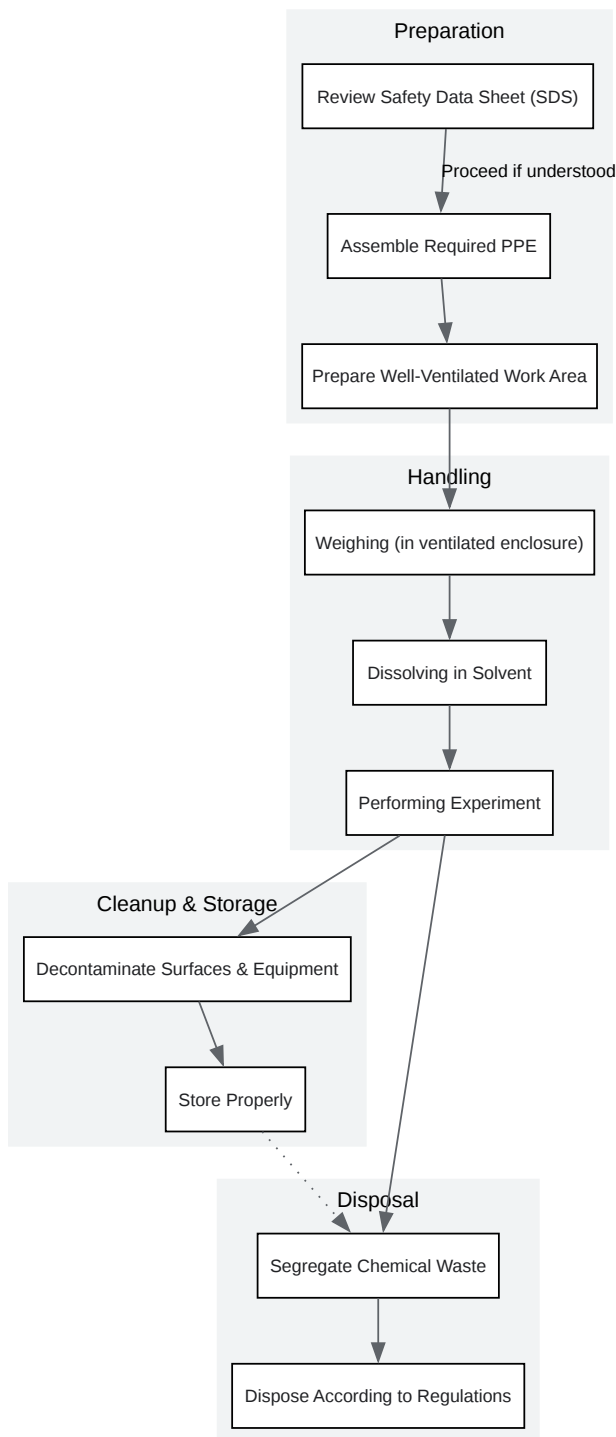 Preparation
Review Safety Data Sheet (SDS)
Proceed if understood
Assemble Required PPE
Prepare Well-Ventilated Work Area
Handling
Weighing (in ventilated enclosure)
Dissolving in Solvent
Performing Experiment
Cleanup & Storage
Decontaminate Surfaces & Equipment
Store Properly
Disposal
Segregate Chemical Waste
Dispose According to Regulations